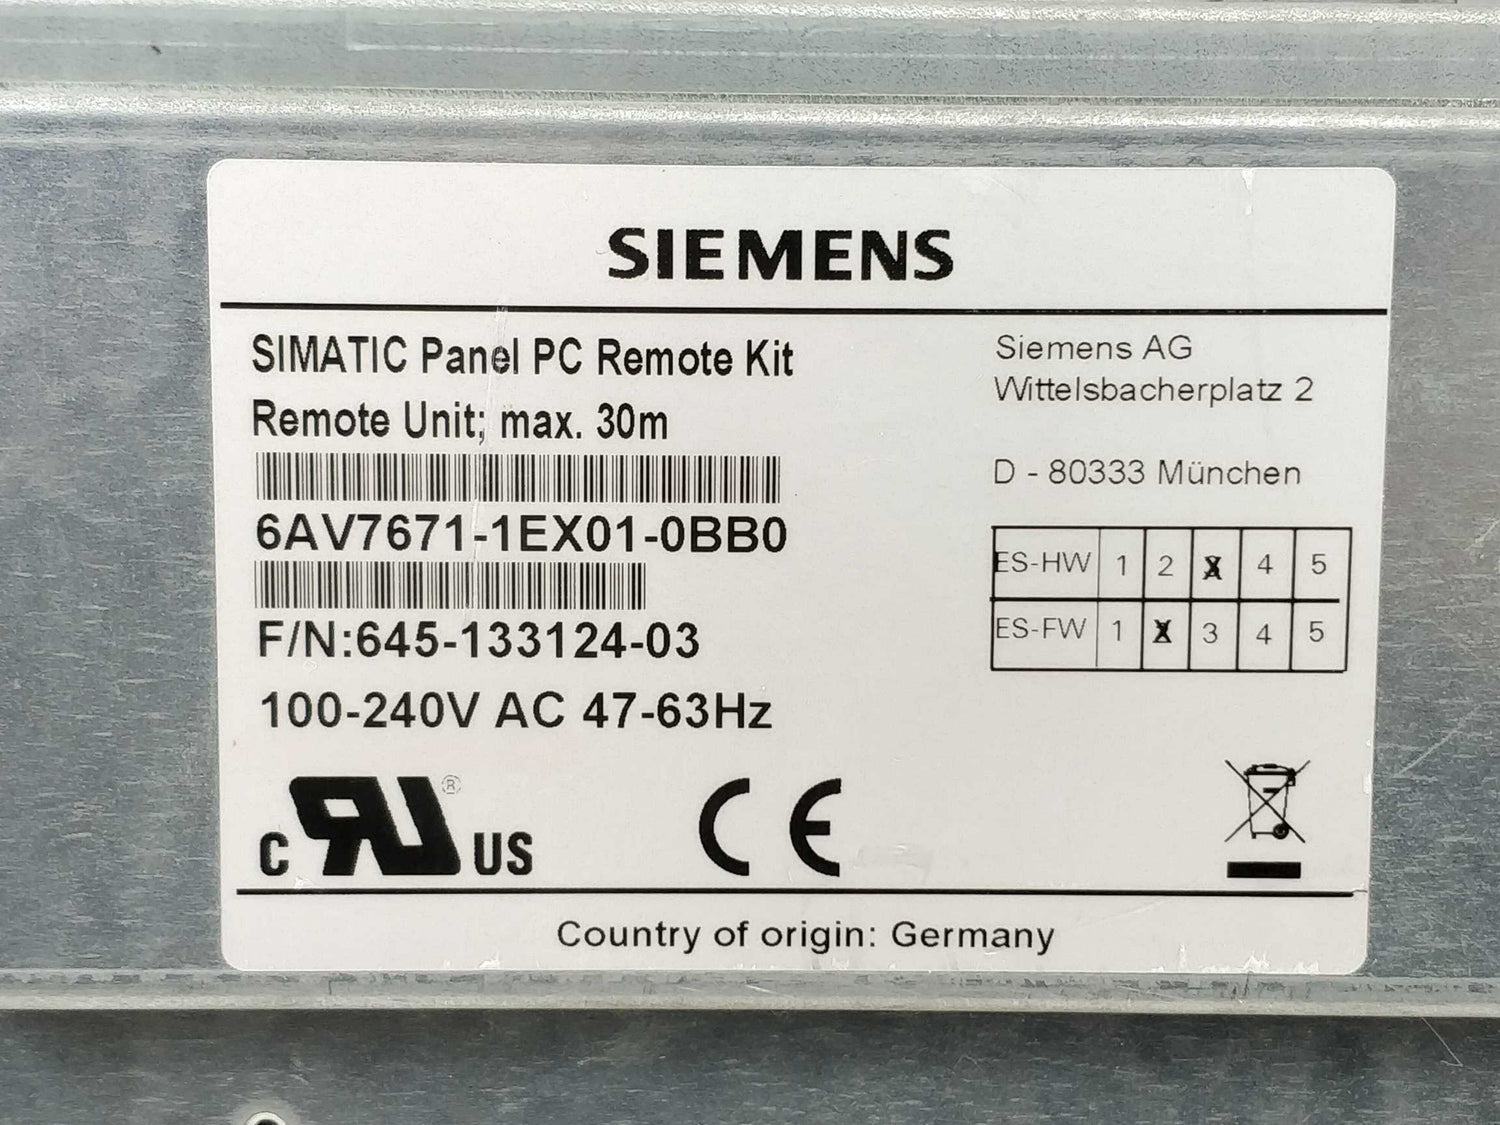 SIEMENS
SIMATIC Panel PC Remote Kit
Remote Unit; max. 30m
6AV7671-1EX01-0BB0
F/N:645-133124-03
100-240V AC 47-63Hz
Siemens AG
Wittelsbacherplatz 2
D - 80333 München
ES-HW 1 2 X 4 5
ES-FW 1 X 3 4 5
c RU ® US
CE
Country of origin: Germany